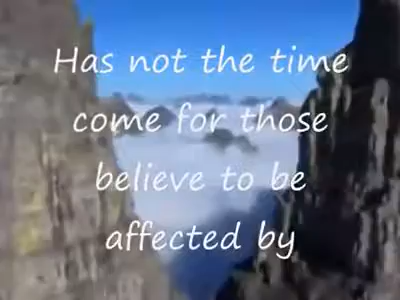 Has not the time
come for those
believe to be
affected by